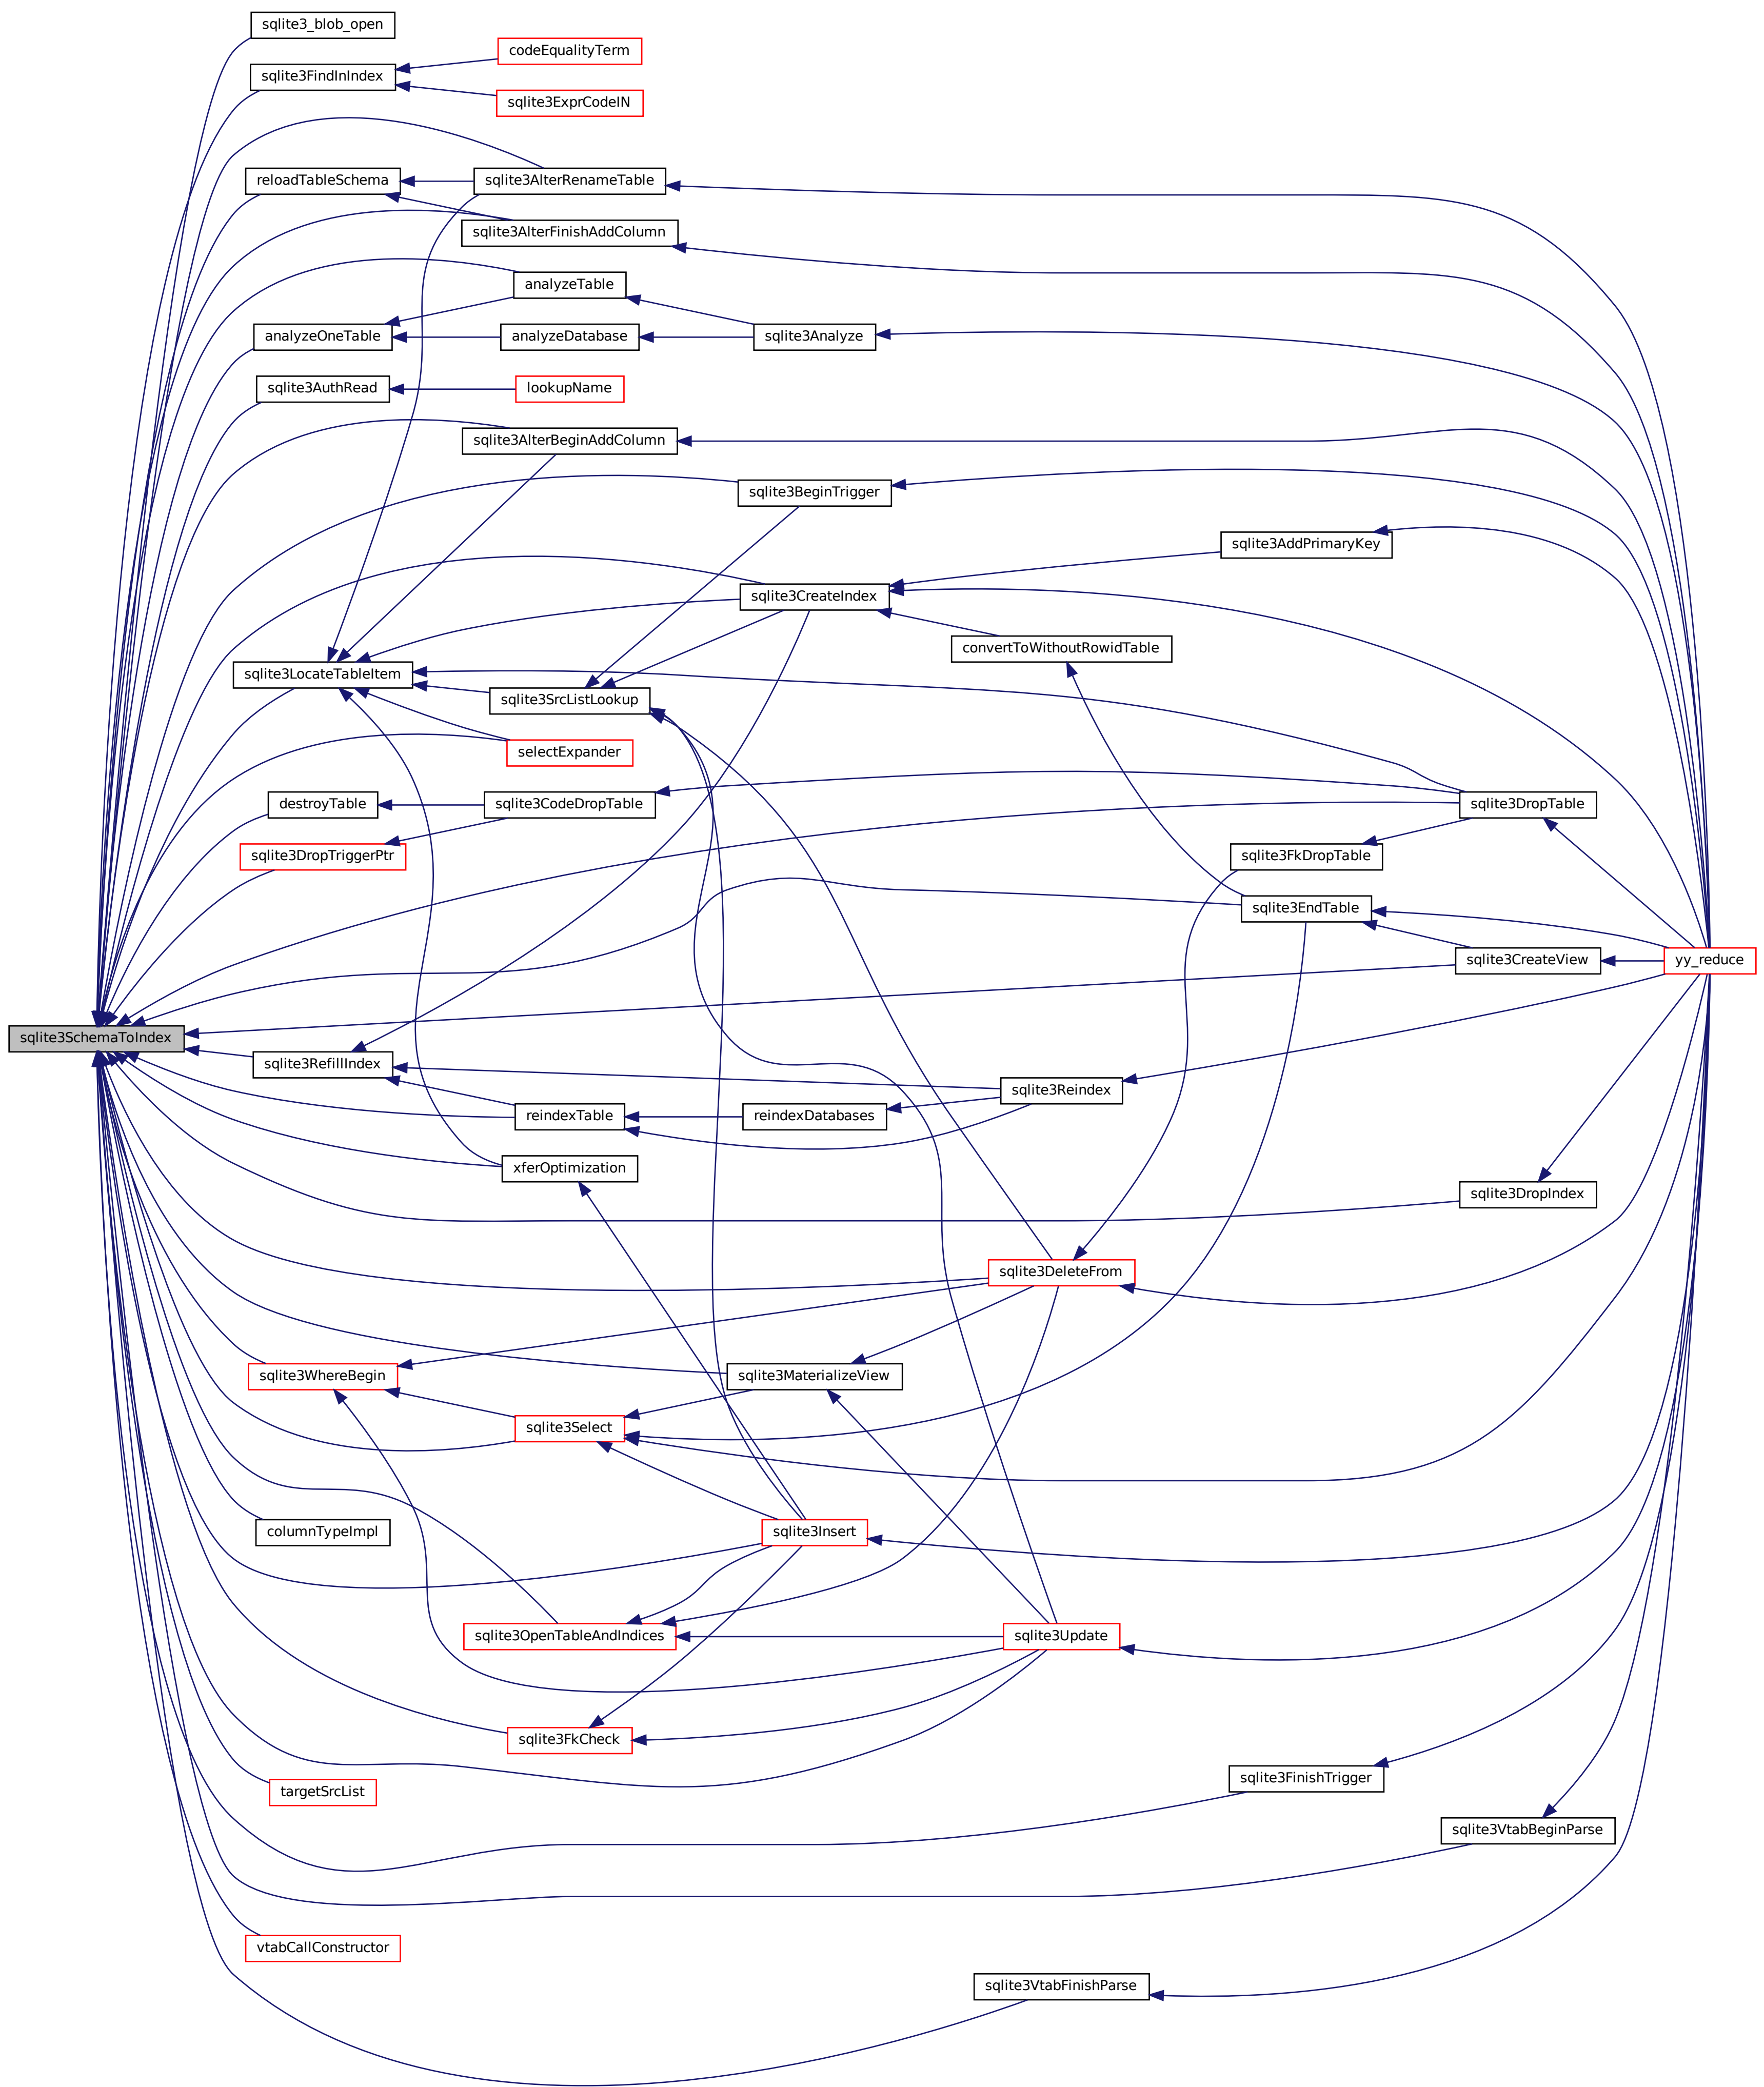 sqlite3_blob_open
codeEqualityTerm
sqlite3FindInIndex
sqlite3ExprCodeIN
reloadTableSchema
sqlite3AlterRenameTable
sqlite3AlterFinishAddColumn
analyzeTable
analyzeOneTable
analyzeDatabase
sqlite3Analyze
sqlite3AuthRead
lookupName
sqlite3AlterBeginAddColumn
sqlite3BeginTrigger
sqlite3AddPrimaryKey
sqlite3CreateIndex
convertToWithoutRowidTable
sqlite3LocateTableItem
sqlite3SrcListLookup
selectExpander
destroyTable
sqlite3CodeDropTable
sqlite3DropTable
sqlite3DropTriggerPtr
sqlite3FkDropTable
sqlite3EndTable
sqlite3CreateView
yy_reduce
sqlite3SchemaToIndex
sqlite3RefillIndex
sqlite3Reindex
reindexTable
reindexDatabases
xferOptimization
sqlite3DropIndex
sqlite3DeleteFrom
sqlite3WhereBegin
sqlite3MaterializeView
sqlite3Select
columnTypeImpl
sqlite3Insert
sqlite3OpenTableAndIndices
sqlite3Update
sqlite3FkCheck
targetSrcList
sqlite3FinishTrigger
sqlite3VtabBeginParse
vtabCallConstructor
sqlite3VtabFinishParse